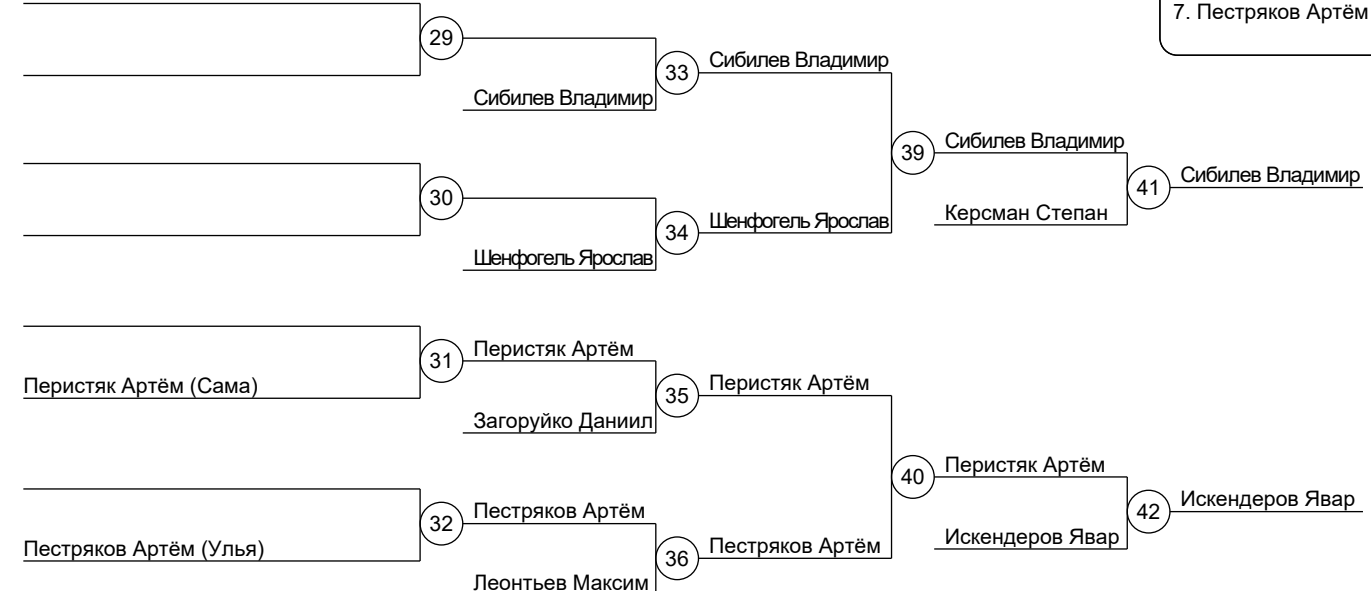 7. Пестряков Артём
29
33
Сибилев Владимир
Сибилев Владимир
39
Сибилев Владимир
41
Сибилев Владимир
30
34
Шенфогель Ярослав
Керсман Степан
Шенфогель Ярослав
31
Перистяк Артём
Перистяк Артём (Сама)
35
Перистяк Артём
Загоруйко Даниил
40
Перистяк Артём
42
Искендеров Явар
32
Пестряков Артём
Пестряков Артём (Улья)
36
Пестряков Артём
Искендеров Явар
Леонтьев Максим